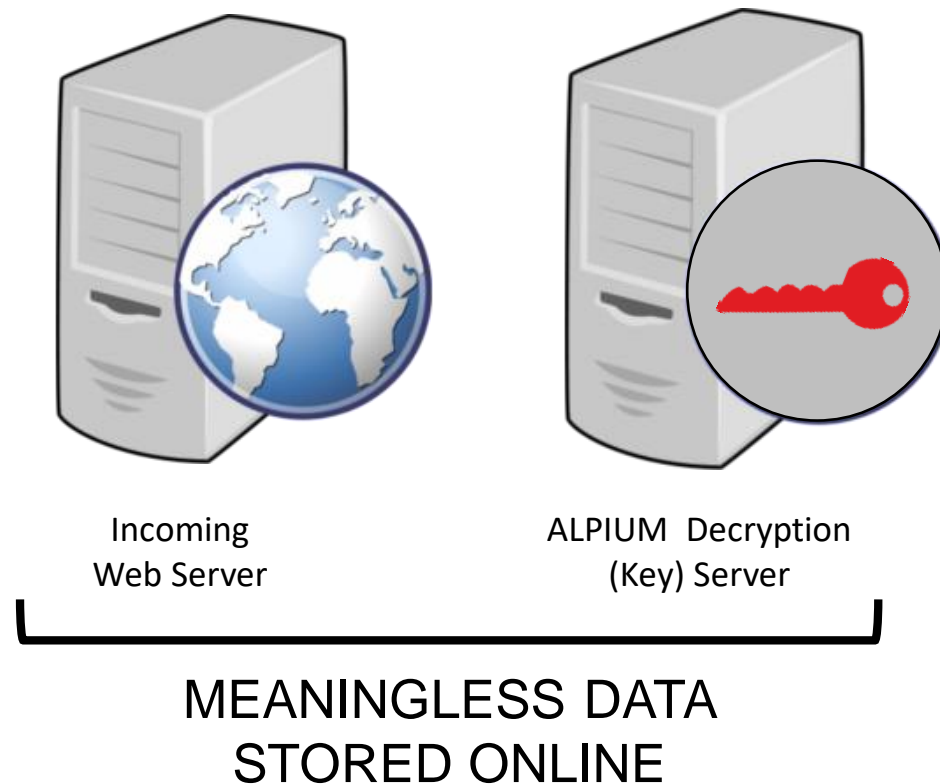 Incoming
Web Server
ALPIUM  Decryption
(Key) Server
MEANINGLESS DATA
STORED ONLINE